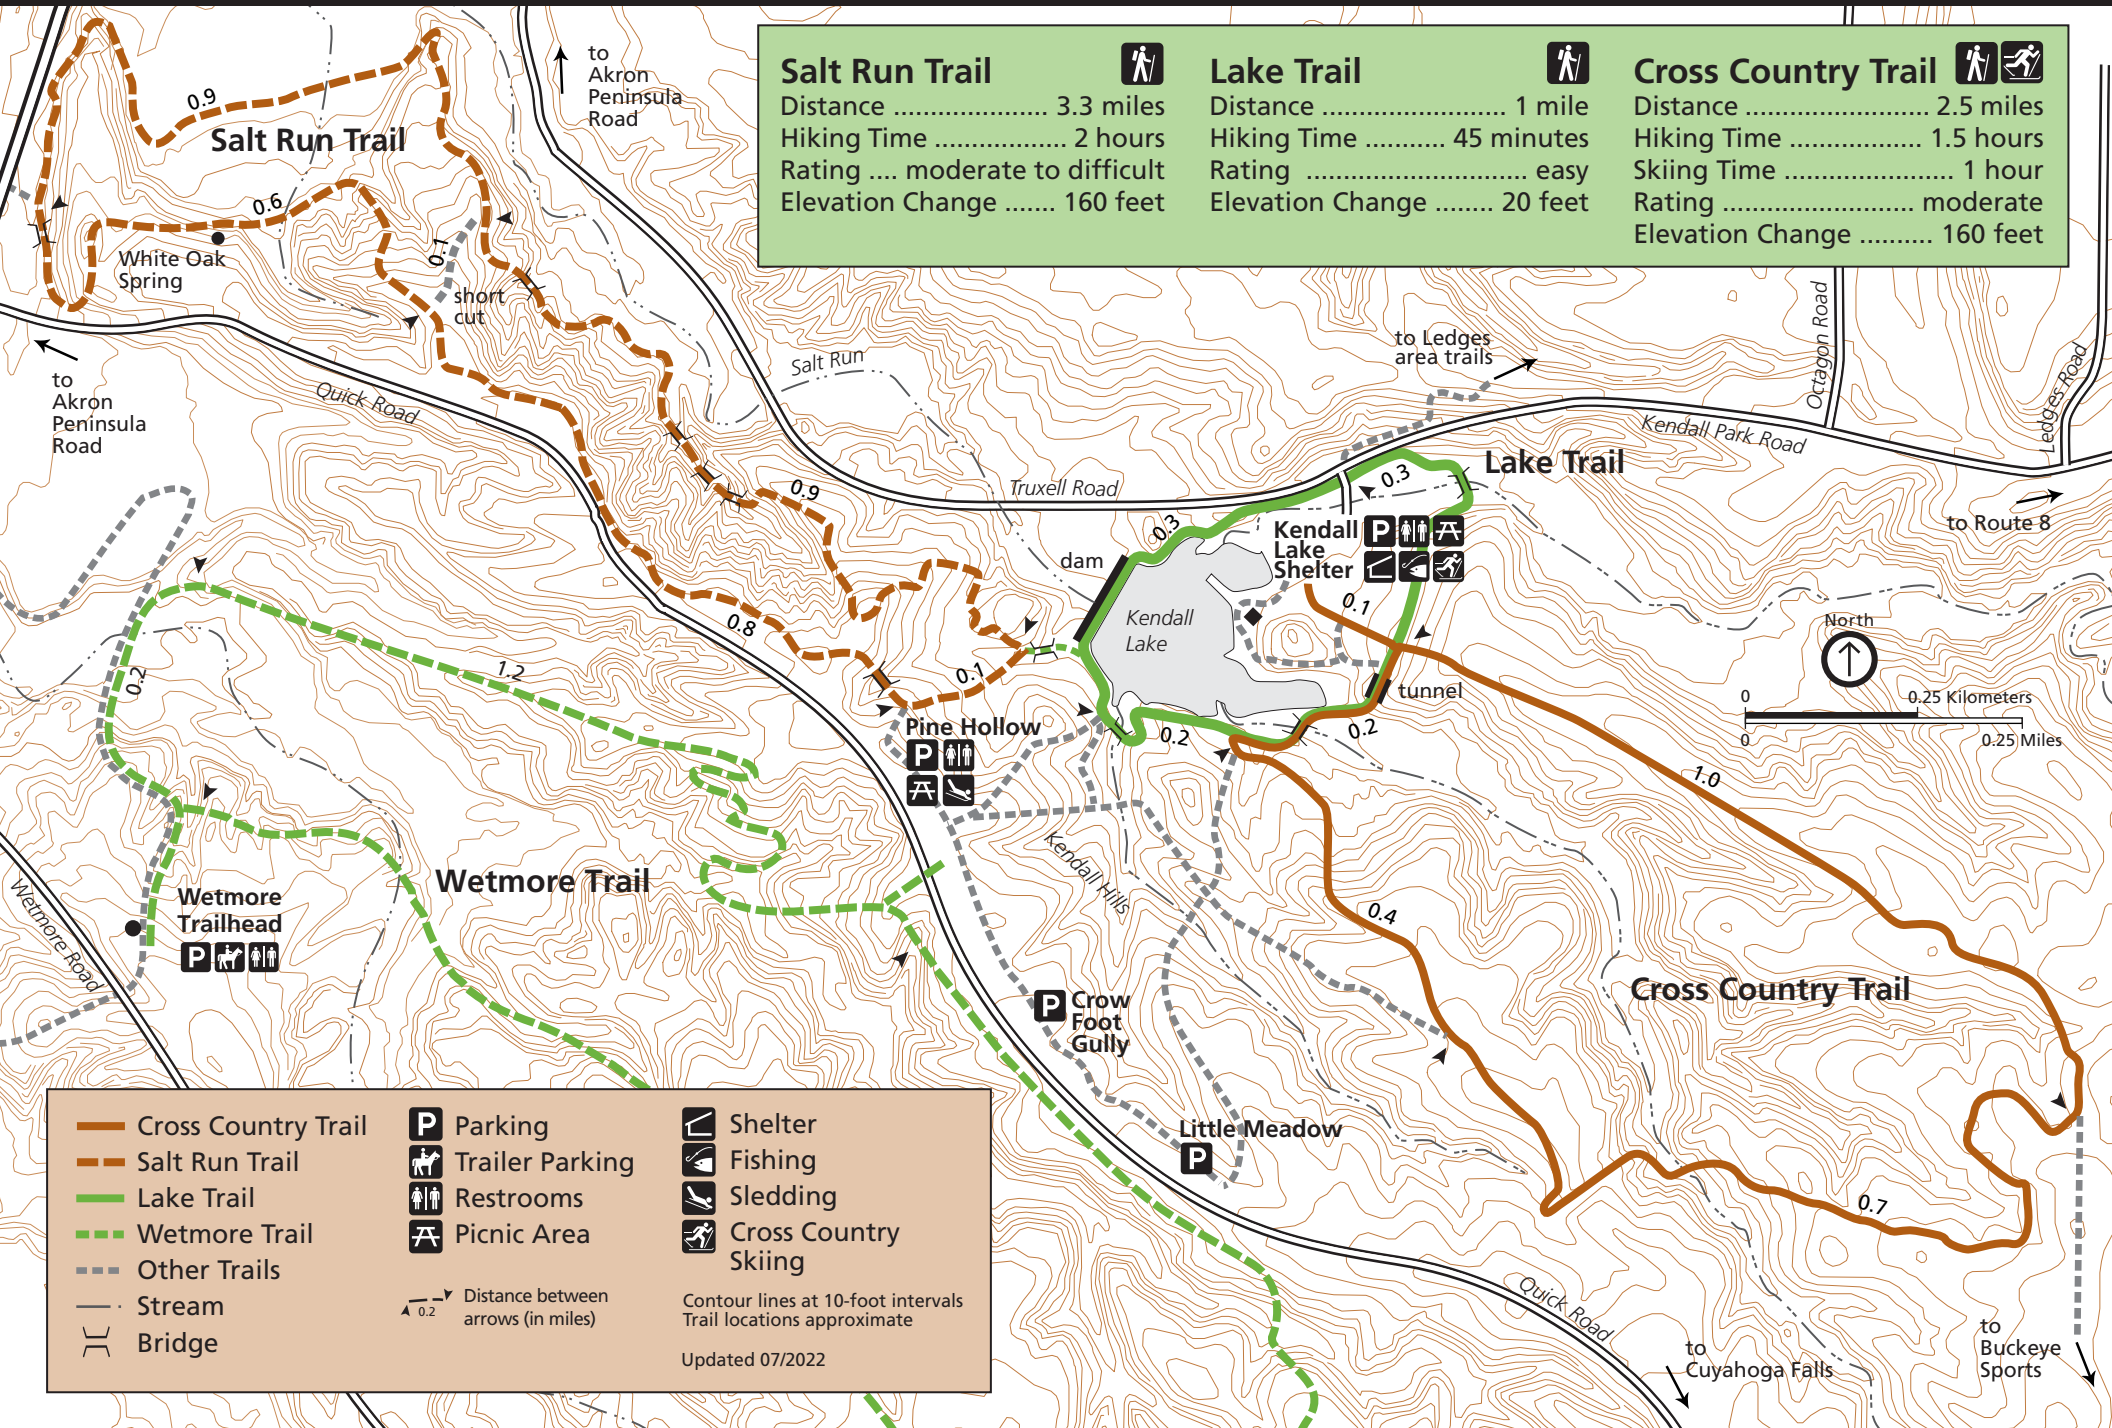 Salt Run Trail
Distance ..................... 3.3 miles
Hiking Time .................. 2 hours
Rating .... moderate to difficult
Elevation Change ....... 160 feet
Lake Trail
Distance ......................... 1 mile
Hiking Time ........... 45 minutes
Rating .............................. easy
Elevation Change ........ 20 feet
Cross Country Trail
Distance ......................... 2.5 miles
Hiking Time .................. 1.5 hours
Skiing Time ....................... 1 hour
Rating .......................... moderate
Elevation Change .......... 160 feet
to
Akron
Peninsula
Road
0.9
Salt Run Trail
0.6
White Oak
Spring
0.1
short
cut
to
Akron
Peninsula
Road
Quick Road
Salt Run
to Ledges
area trails
Octagon Road
Ledges Road
Kendall Park Road
Lake Trail
to Route 8
0.9
Truxell Road
0.3
0.3
dam
Kendall
Lake
Shelter
P
Kendall
Lake
0.1
North
tunnel
0 0.25 Kilometers
0 0.25 Miles
0.8
0.1
0.2
1.2
0.2
0.2
Pine Hollow
P
1.0
Kendall Hills
Wetmore Trail
Wetmore
Trailhead
P
Wetmore Road
0.4
Cross Country Trail
P
Crow
Foot
Gully
Little Meadow
P
0.7
Quick Road
to
Cuyahoga Falls
to
Buckeye
Sports
Cross Country Trail
Salt Run Trail
Lake Trail
Wetmore Trail
Other Trails
Stream
Bridge
P Parking
Trailer Parking
Restrooms
Picnic Area
0.2
Distance between
arrows (in miles)
Shelter
Fishing
Sledding
Cross Country
Skiing
Contour lines at 10-foot intervals
Trail locations approximate
Updated 07/2022